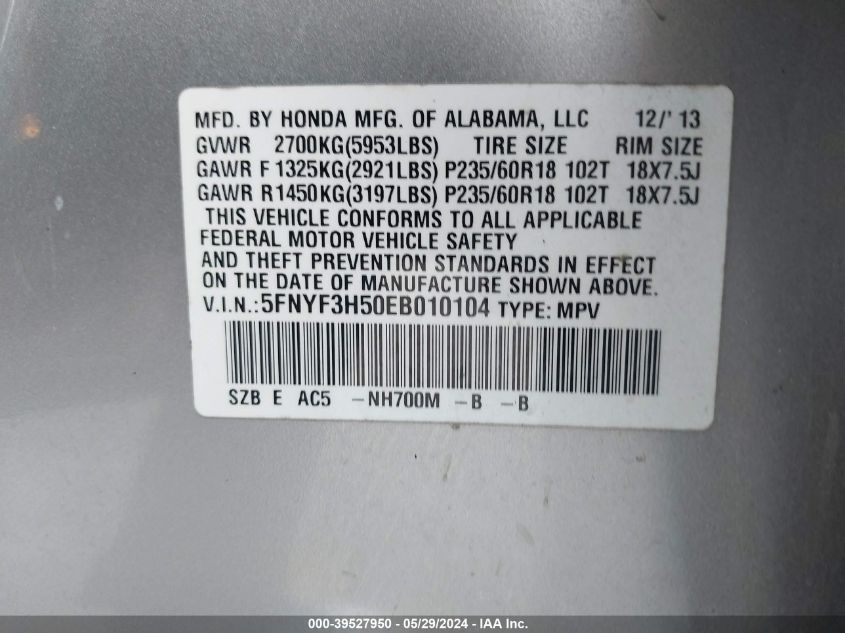 MFD. BY HONDA MFG. OF ALABAMA, LLC 12/'13
GVWR 2700KG(5953LBS) TIRE SIZE RIM SIZE
GAWR F 1325KG(2921LBS) P235/60R18 102T 18X7.5J
GAWR R1450KG(3197LBS) P235/60R18 102T 18X7.5J
THIS VEHICLE CONFORMS TO ALL APPLICABLE
FEDERAL MOTOR VEHICLE SAFETY
AND THEFT PREVENTION STANDARDS IN EFFECT
ON THE DATE OF MANUFACTURE SHOWN ABOVE.
V.I.N.:5FNYF3H50EB010104 TYPE: MPV
SZB E AC5 -NH700M -B -B
000-39527950 - 05/29/2024 - IAA Inc.